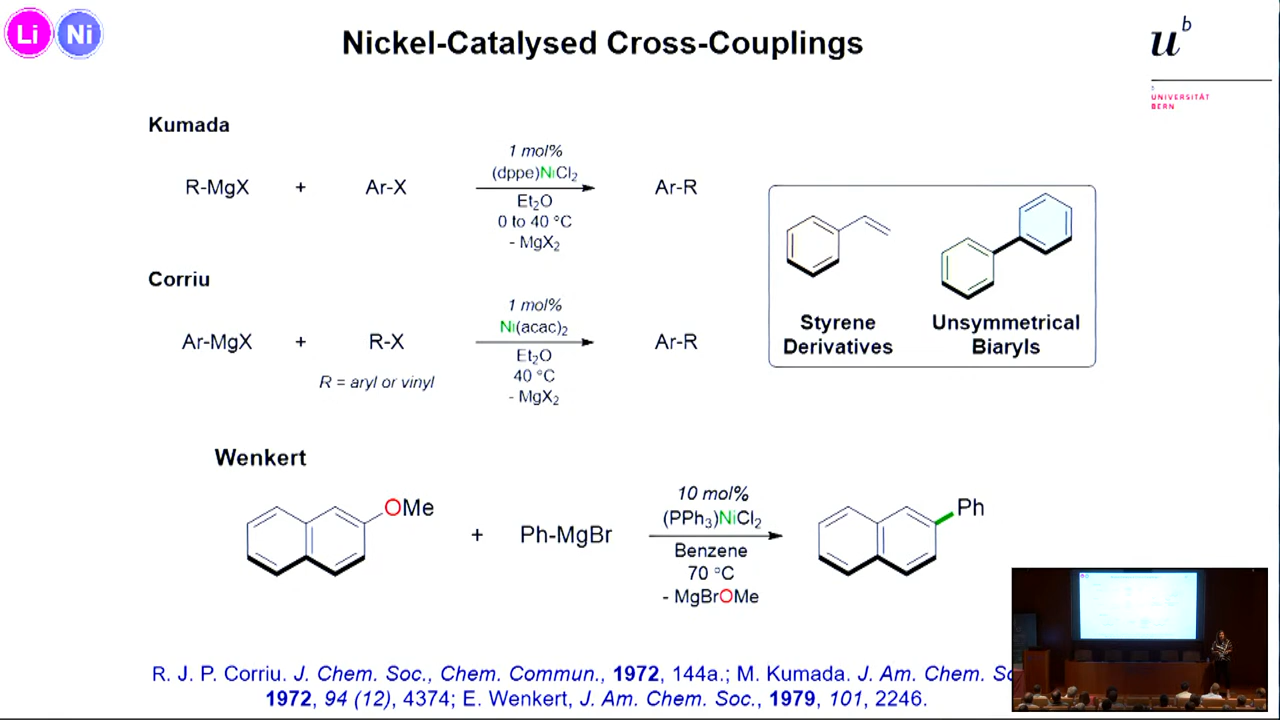 Li Ni
Nickel-Catalysed Cross-Couplings
u^b
UNIVERSITÄT
BERN
Kumada
R-MgX + Ar-X
1 mol%
(dppe)NiCl₂
Et₂O
0 to 40 °C
- MgX₂
Ar-R
Corriu
Ar-MgX + R-X
R = aryl or vinyl
1 mol%
Ni(acac)₂
Et₂O
40 °C
- MgX₂
Ar-R
Styrene
Derivatives
Unsymmetrical
Biaryls
Wenkert
OMe
+ Ph-MgBr
10 mol%
(PPh₃)NiCl₂
Benzene
70 °C
- MgBrOMe
Ph
R. J. P. Corriu. J. Chem. Soc., Chem. Commun., 1972, 144a.; M. Kumada. J. Am. Chem.
1972, 94 (12), 4374; E. Wenkert, J. Am. Chem. Soc., 1979, 101, 2246.